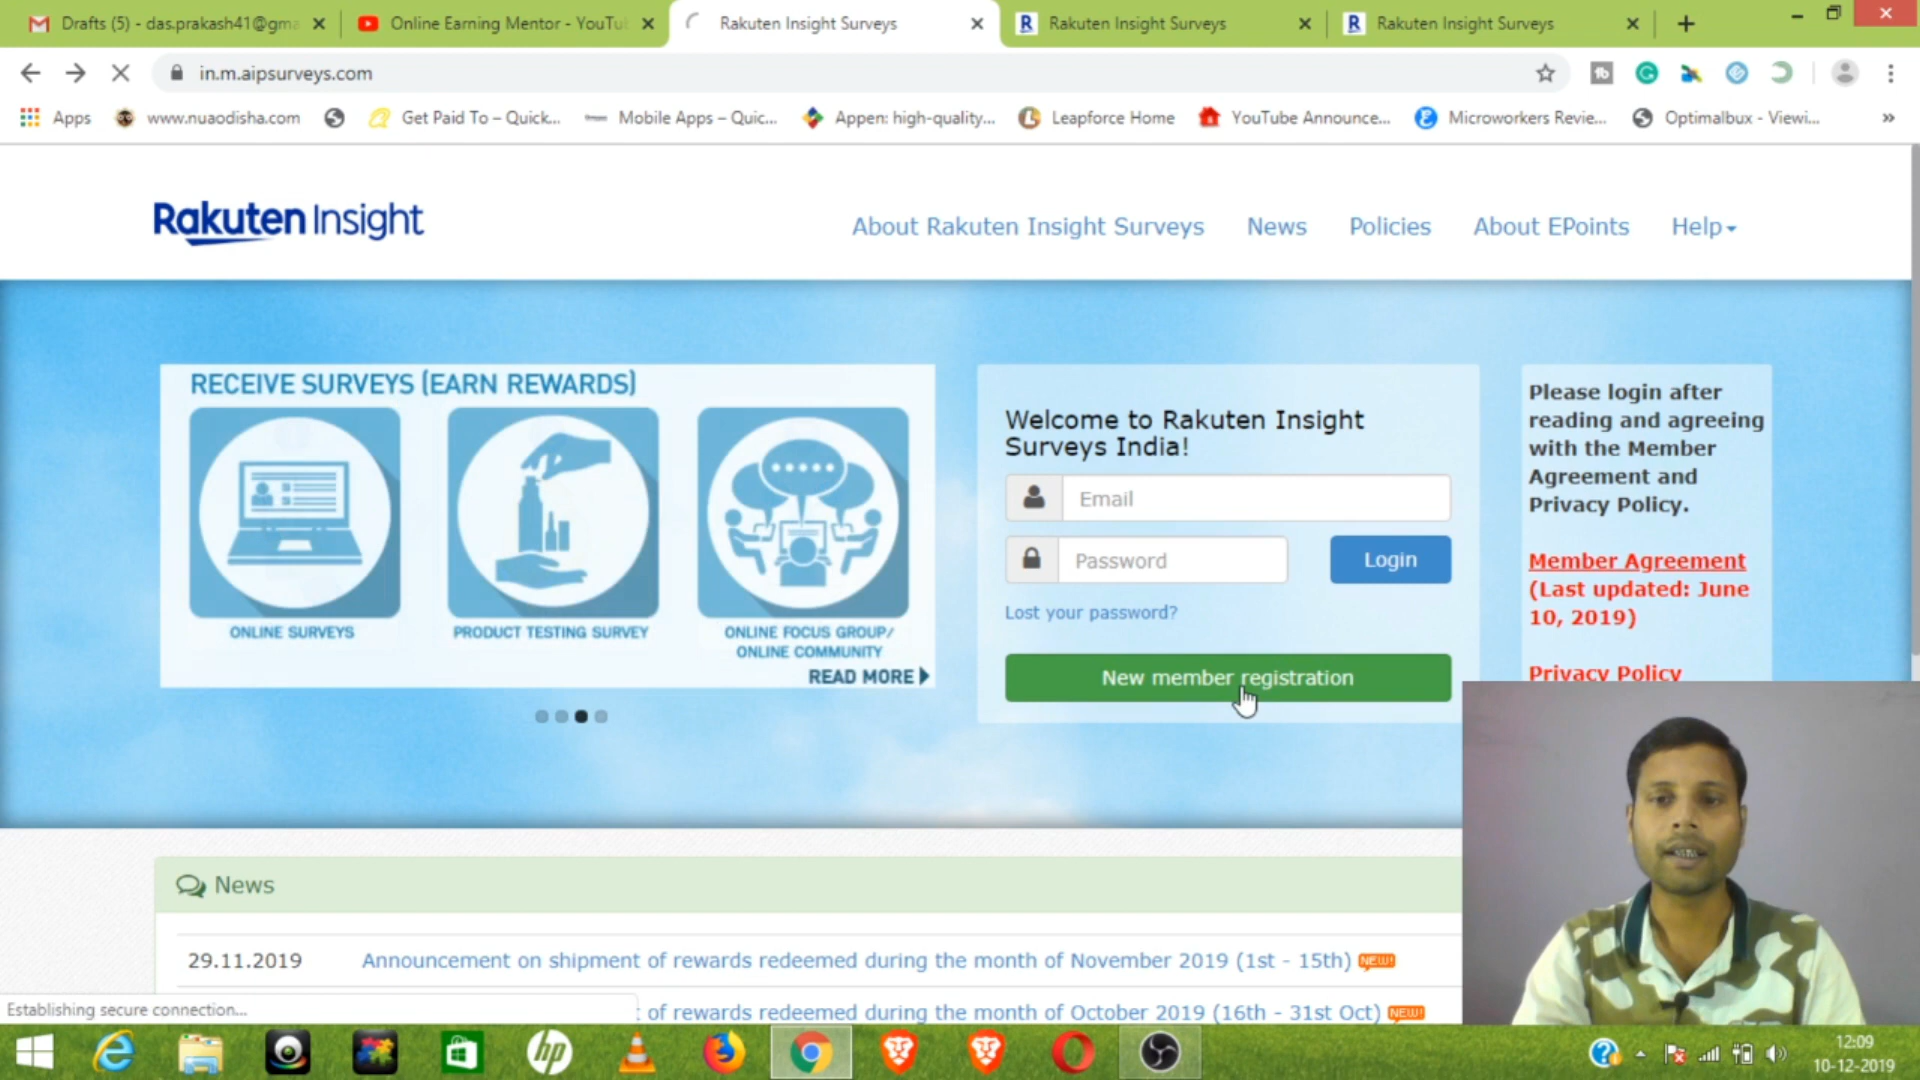 Drafts (5) - das.prakash41@gma
Online Earning Mentor - YouTu
Rakuten Insight Surveys
Rakuten Insight Surveys
Rakuten Insight Surveys
in.m.aipsurveys.com
Apps
www.nuaodisha.com
Get Paid To – Quick...
Mobile Apps – Quic...
Appen: high-quality...
Leapforce Home
YouTube Announce...
Microworkers Revie...
Optimalbux - Viewi...
»
Rakuten Insight
About Rakuten Insight Surveys
News
Policies
About EPoints
Help
RECEIVE SURVEYS (EARN REWARDS)
ONLINE SURVEYS
PRODUCT TESTING SURVEY
ONLINE FOCUS GROUP/
ONLINE COMMUNITY
READ MORE
Welcome to Rakuten Insight
Surveys India!
Email
Password
Login
Lost your password?
New member registration
Please login after
reading and agreeing
with the Member
Agreement and
Privacy Policy.
Member Agreement
(Last updated: June
10, 2019)
Privacy Policy
News
29.11.2019
Announcement on shipment of rewards redeemed during the month of November 2019 (1st - 15th) NEW!
of rewards redeemed during the month of October 2019 (16th - 31st Oct) NEW!
Establishing secure connection...
hp
12:09
10-12-2019